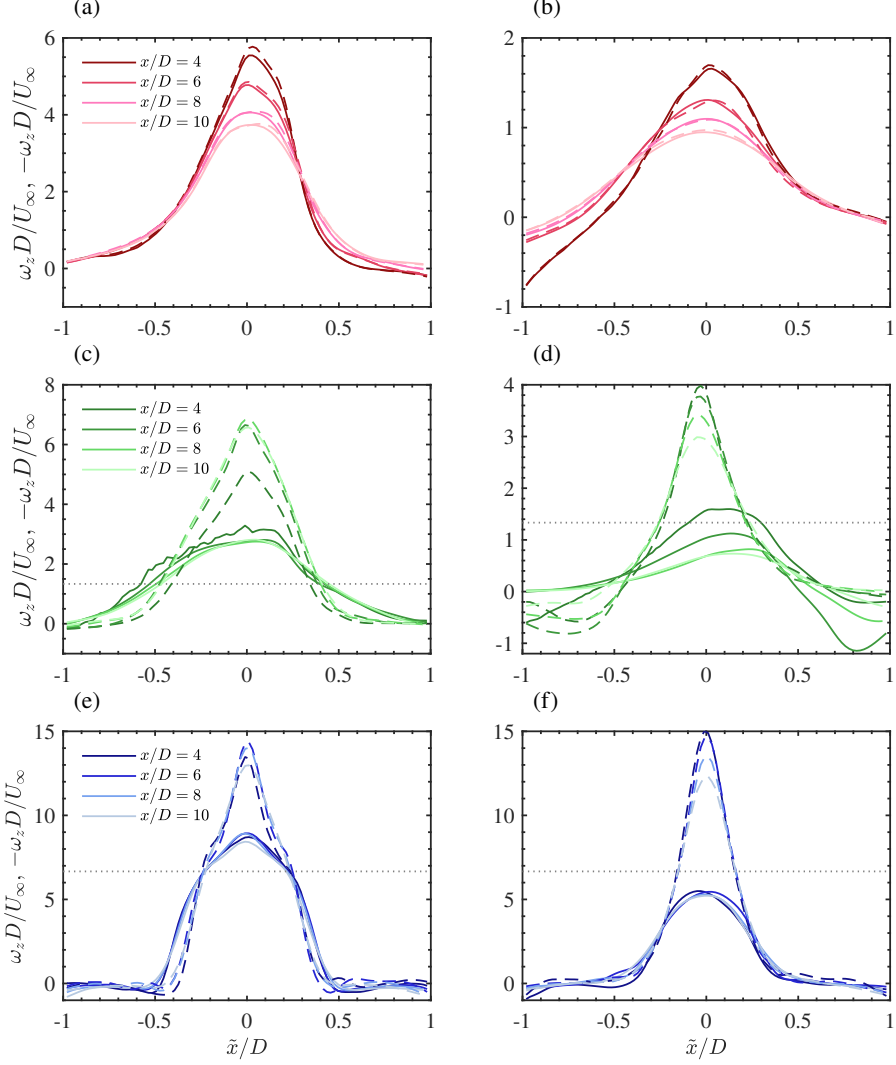 (a) (b)
ω_z D/U_∞, −ω_z D/U_∞
6
4
2
0
x/D = 4
x/D = 6
x/D = 8
x/D = 10
-1 -0.5 0 0.5 1
2
1
0
-1
-1 -0.5 0 0.5 1
(c) (d)
ω_z D/U_∞, −ω_z D/U_∞
8
6
4
2
0
x/D = 4
x/D = 6
x/D = 8
x/D = 10
-1 -0.5 0 0.5 1
4
3
2
1
0
-1
-1 -0.5 0 0.5 1
(e) (f)
ω_z D/U_∞, −ω_z D/U_∞
15
10
5
0
x/D = 4
x/D = 6
x/D = 8
x/D = 10
-1 -0.5 0 0.5 1
x̃/D
15
10
5
0
-1 -0.5 0 0.5 1
x̃/D